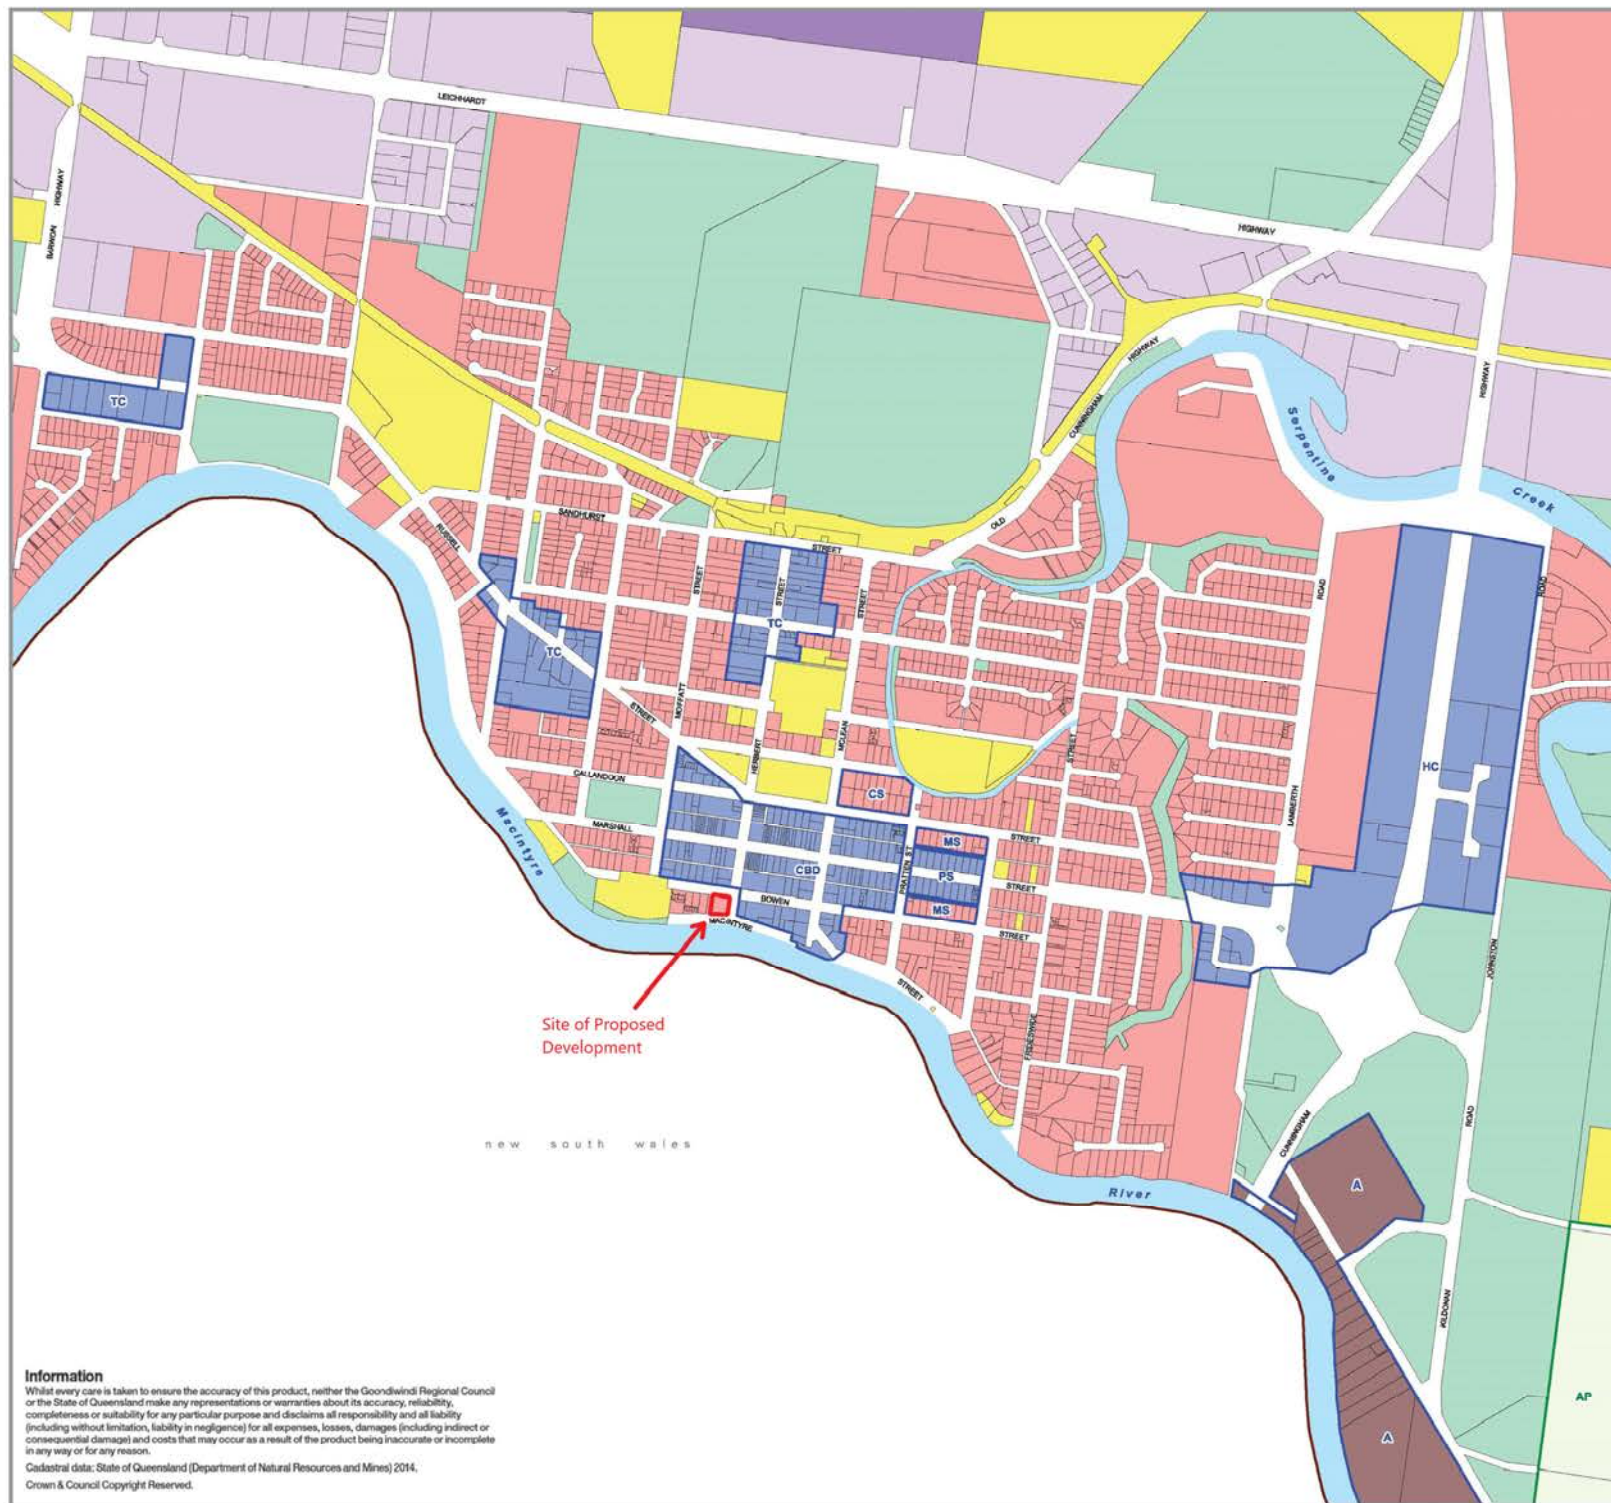 LEICHHARDT
BARWON HIGHWAY
HIGHWAY
HIGHWAY
CUNNINGHAM
HIGHWAY
Serpentine
Creek
TC
OLD
SANDHURST
STREET
RUSSELL
STREET
STREET
STREET
ROAD
ROAD
TC
TC
STREET
MOFFATT
HERBERT
MCLEAN
STREET
HC
LAMBERTH
CALLANDOON
CS
Macintyre
MARSHALL
STREET
MS
PRATTEN ST
CBD
PS
STREET
BOWEN
MS
MACINTYRE
STREET
STREET
JOHNSTON
FRIDESWIDE
Site of Proposed
Development
new south wales
CUNNINGHAM
ROAD
A
River
KILDONAN
AP
A
Information
Whilst every care is taken to ensure the accuracy of this product, neither the Goondiwindi Regional Council
or the State of Queensland make any representations or warranties about its accuracy, reliability,
completeness or suitability for any particular purpose and disclaims all responsibility and all liability
(including without limitation, liability in negligence) for all expenses, losses, damages (including indirect or
consequential damage) and costs that may occur as a result of the product being inaccurate or incomplete
in any way or for any reason.
Cadastral data: State of Queensland (Department of Natural Resources and Mines) 2014.
Crown & Council Copyright Reserved.